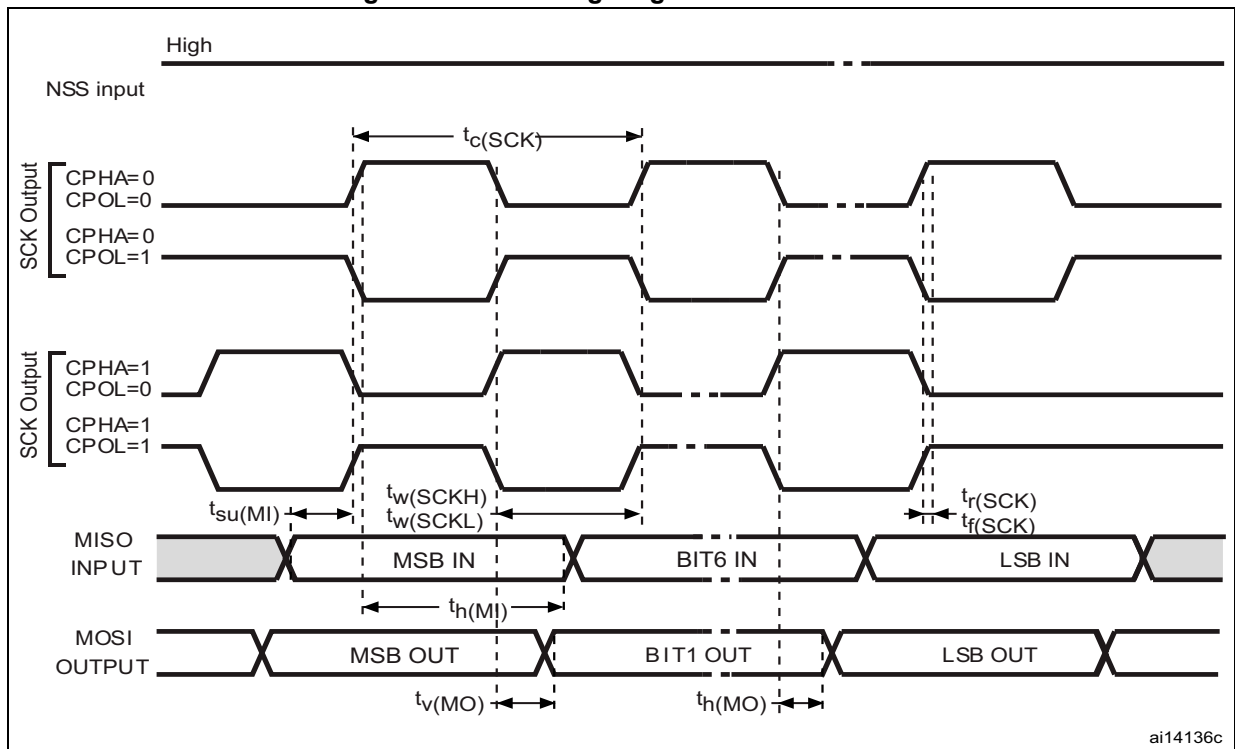 High
NSS input
tc(SCK)
SCK Output
CPHA=0
CPOL=0
CPHA=0
CPOL=1
SCK Output
CPHA=1
CPOL=0
CPHA=1
CPOL=1
tsu(MI)
tw(SCKH)
tw(SCKL)
tr(SCK)
tf(SCK)
MISO
INPUT
MSB IN
BIT6 IN
LSB IN
th(MI)
MOSI
OUTPUT
MSB OUT
BIT1 OUT
LSB OUT
tv(MO)
th(MO)
ai14136c